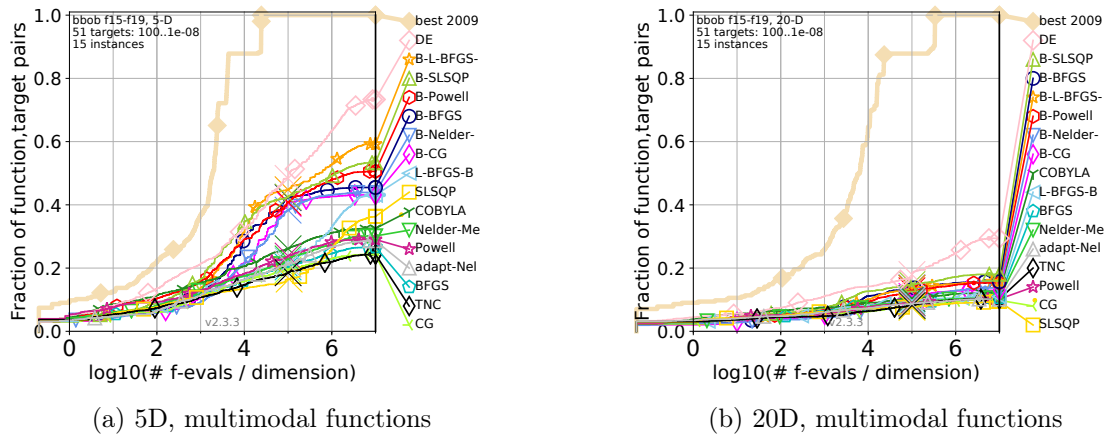 bbob f15-f19, 5-D
51 targets: 100..1e-08
15 instances
1.0
0.8
0.6
0.4
0.2
0.0
Fraction of function,target pairs
0
2
4
6
log10(# f-evals / dimension)
v2.3.3
best 2009
DE
B-L-BFGS-
B-SLSQP
B-Powell
B-BFGS
B-Nelder-
B-CG
L-BFGS-B
SLSQP
COBYLA
Nelder-Me
Powell
adapt-Nel
BFGS
TNC
CG
(a) 5D, multimodal functions
bbob f15-f19, 20-D
51 targets: 100..1e-08
15 instances
1.0
0.8
0.6
0.4
0.2
0.0
Fraction of function,target pairs
0
2
4
6
log10(# f-evals / dimension)
v2.3.3
best 2009
DE
B-SLSQP
B-BFGS
B-L-BFGS-
B-Powell
B-Nelder-
B-CG
COBYLA
L-BFGS-B
BFGS
Nelder-Me
adapt-Nel
TNC
Powell
CG
SLSQP
(b) 20D, multimodal functions